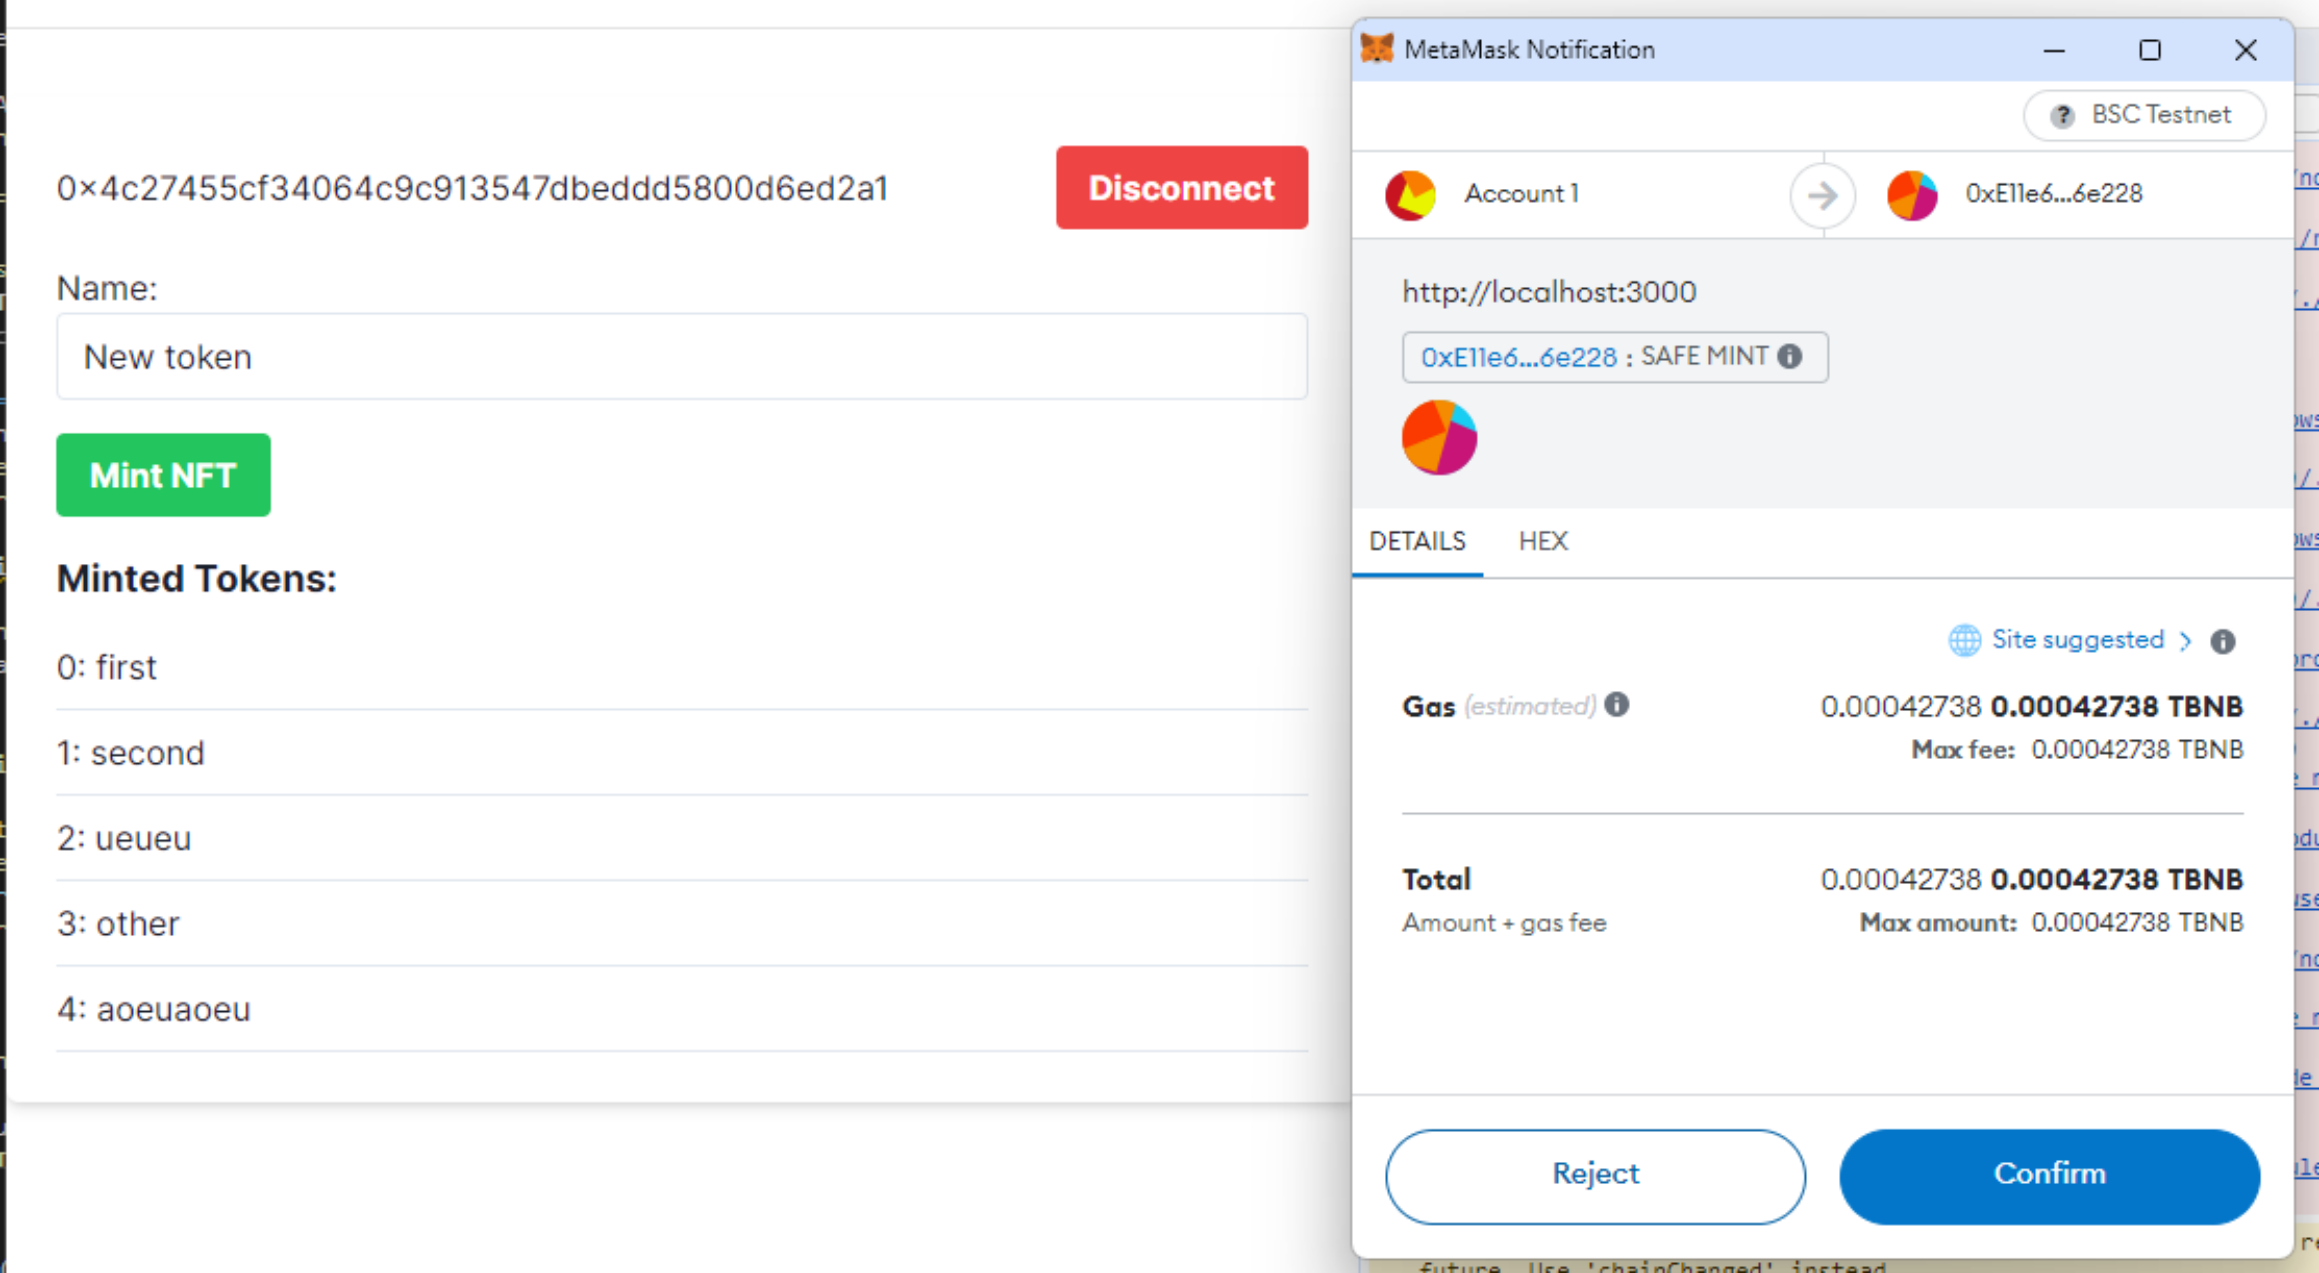 0x4c27455cf34064c9c913547dbeddd5800d6ed2a1
Disconnect
Name:
New token
Mint NFT
Minted Tokens:
0: first
1: second
2: ueueu
3: other
4: aoeuaoeu
MetaMask Notification
BSC Testnet
Account 1
0xE11e6...6e228
http://localhost:3000
0xE11e6...6e228 : SAFE MINT
DETAILS HEX
Site suggested >
Gas (estimated) 0.00042738 0.00042738 TBNB
Max fee: 0.00042738 TBNB
Total 0.00042738 0.00042738 TBNB
Amount + gas fee Max amount: 0.00042738 TBNB
Reject Confirm
future. Use 'chainChanged' instead